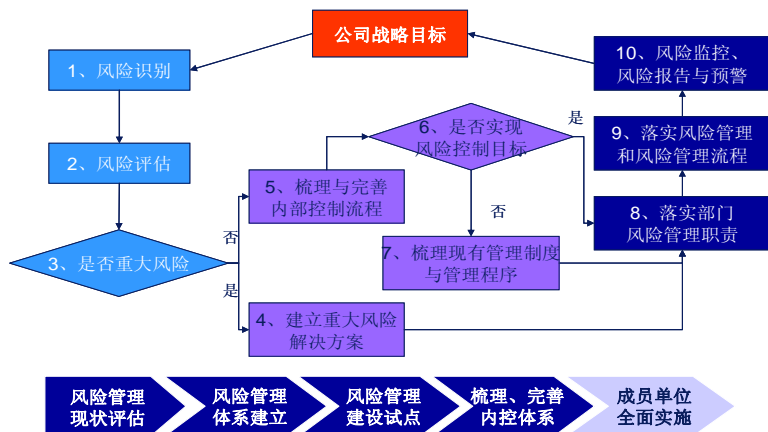 公司战略目标
1、风险识别
2、风险评估
3、是否重大风险
否
是
4、建立重大风险
解决方案
5、梳理与完善
内部控制流程
6、是否实现
风险控制目标
是
否
7、梳理现有管理制度
与管理程序
8、落实部门
风险管理职责
9、落实风险管理
和风险管理流程
10、风险监控、
风险报告与预警
风险管理
现状评估
风险管理
体系建立
风险管理
建设试点
梳理、完善
内控体系
成员单位
全面实施